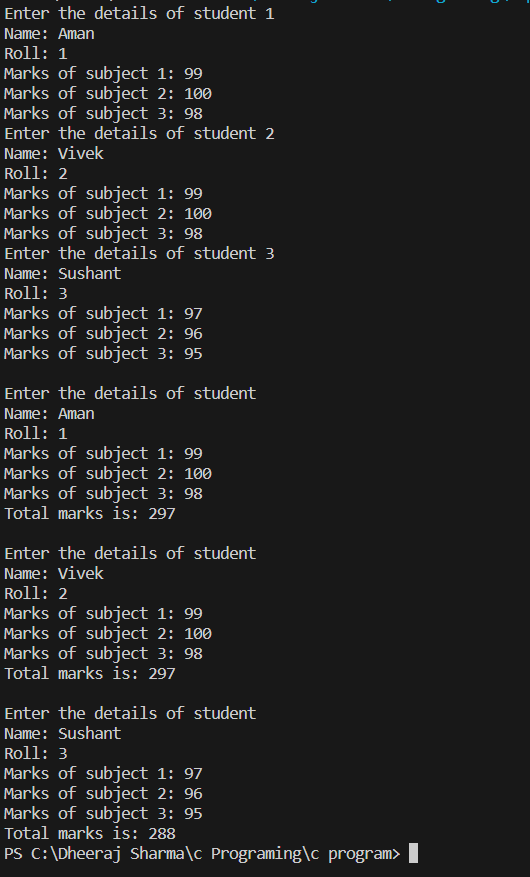 Enter the details of student 1
Name: Aman
Roll: 1
Marks of subject 1: 99
Marks of subject 2: 100
Marks of subject 3: 98
Enter the details of student 2
Name: Vivek
Roll: 2
Marks of subject 1: 99
Marks of subject 2: 100
Marks of subject 3: 98
Enter the details of student 3
Name: Sushant
Roll: 3
Marks of subject 1: 97
Marks of subject 2: 96
Marks of subject 3: 95

Enter the details of student
Name: Aman
Roll: 1
Marks of subject 1: 99
Marks of subject 2: 100
Marks of subject 3: 98
Total marks is: 297

Enter the details of student
Name: Vivek
Roll: 2
Marks of subject 1: 99
Marks of subject 2: 100
Marks of subject 3: 98
Total marks is: 297

Enter the details of student
Name: Sushant
Roll: 3
Marks of subject 1: 97
Marks of subject 2: 96
Marks of subject 3: 95
Total marks is: 288
PS C:\Dheeraj Sharma\c Programing\c program>